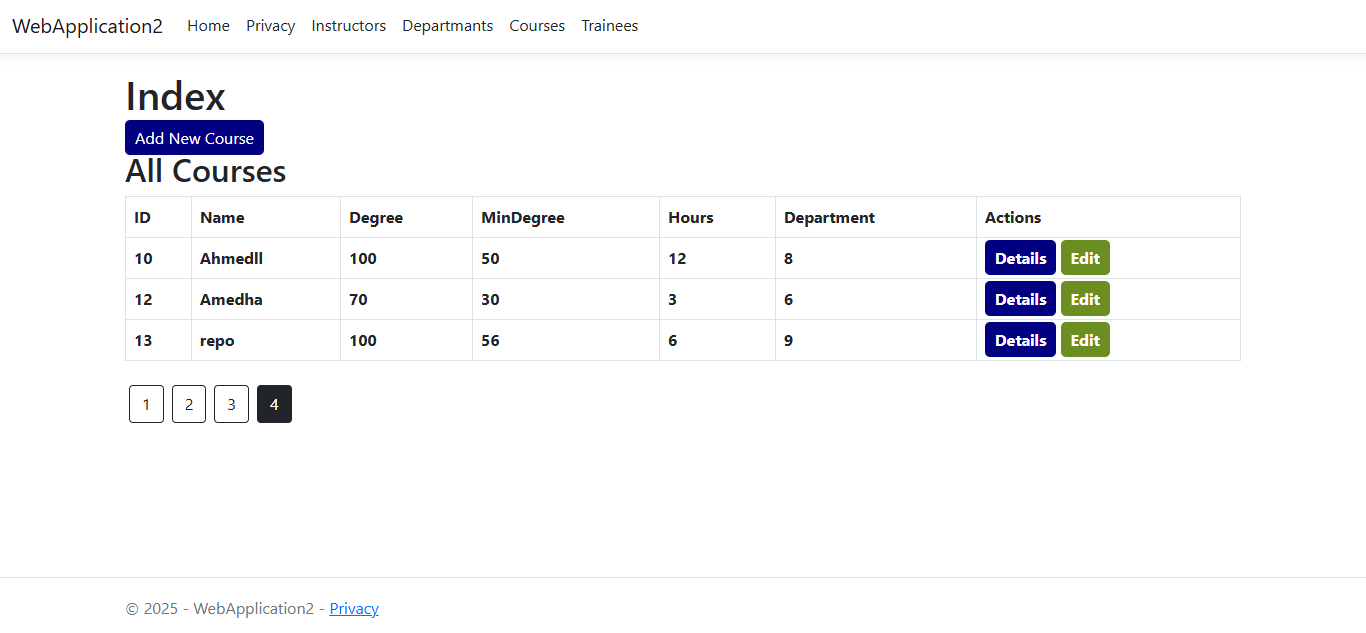 WebApplication2 Home Privacy Instructors Departmants Courses Trainees
Index
Add New Course
All Courses
ID Name Degree MinDegree Hours Department Actions
10 Ahmedll 100 50 12 8 Details Edit
12 Amedha 70 30 3 6 Details Edit
13 repo 100 56 6 9 Details Edit
1 2 3 4
© 2025 - WebApplication2 - Privacy